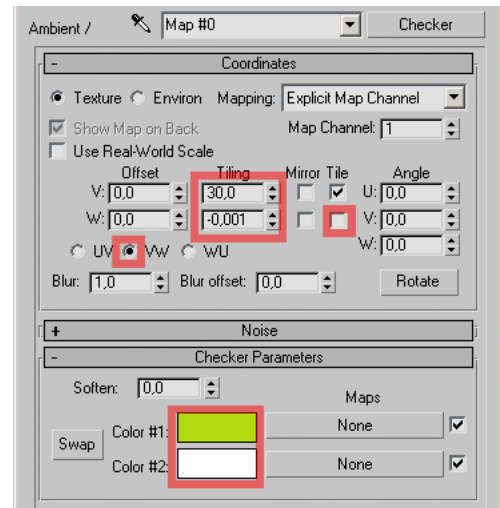 Ambient / Map #0 Checker
- Coordinates
Texture Environ Mapping: Explicit Map Channel
Show Map on Back Map Channel: 1
Use Real-World Scale
Offset Tiling Mirror Tile Angle
V: 0,0 30,0 U: 0,0
W: 0,0 -0,001 V: 0,0
W: 0,0
UV VW WU
Blur: 1,0 Blur offset: 0,0 Rotate
+ Noise
- Checker Parameters
Soften: 0,0 Maps
Swap Color #1: None
Color #2: None